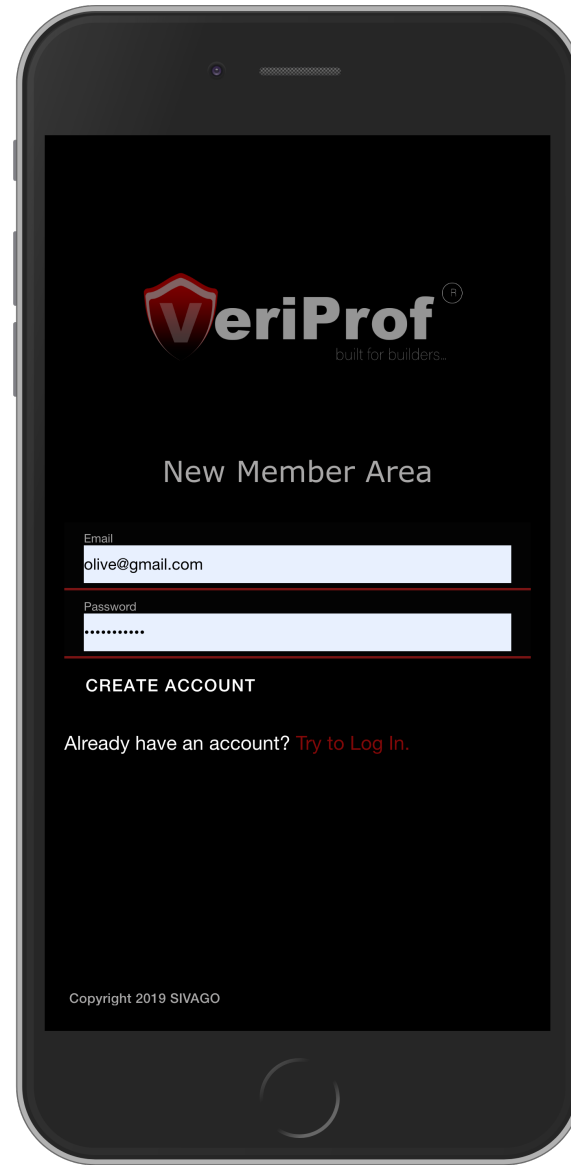 VeriProf ®
built for builders...
New Member Area
Email
olive@gmail.com
Password
•••••••••••
CREATE ACCOUNT
Already have an account? Try to Log In.
Copyright 2019 SIVAGO